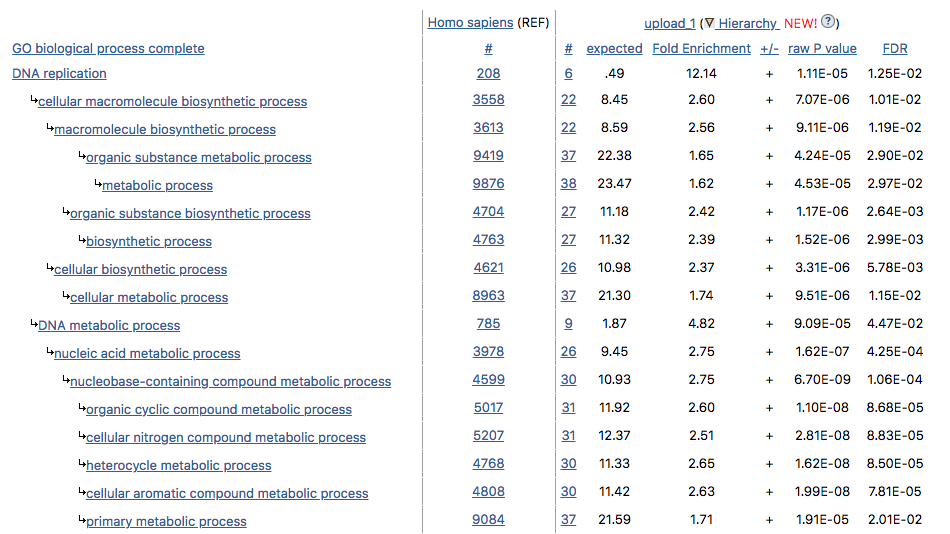 Homo sapiens (REF) upload_1 (▽ Hierarchy NEW! ?)
GO biological process complete # # expected Fold Enrichment +/- raw P value FDR
DNA replication 208 6 .49 12.14 + 1.11E-05 1.25E-02
↳cellular macromolecule biosynthetic process 3558 22 8.45 2.60 + 7.07E-06 1.01E-02
↳macromolecule biosynthetic process 3613 22 8.59 2.56 + 9.11E-06 1.19E-02
↳organic substance metabolic process 9419 37 22.38 1.65 + 4.24E-05 2.90E-02
↳metabolic process 9876 38 23.47 1.62 + 4.53E-05 2.97E-02
↳organic substance biosynthetic process 4704 27 11.18 2.42 + 1.17E-06 2.64E-03
↳biosynthetic process 4763 27 11.32 2.39 + 1.52E-06 2.99E-03
↳cellular biosynthetic process 4621 26 10.98 2.37 + 3.31E-06 5.78E-03
↳cellular metabolic process 8963 37 21.30 1.74 + 9.51E-06 1.15E-02
↳DNA metabolic process 785 9 1.87 4.82 + 9.09E-05 4.47E-02
↳nucleic acid metabolic process 3978 26 9.45 2.75 + 1.62E-07 4.25E-04
↳nucleobase-containing compound metabolic process 4599 30 10.93 2.75 + 6.70E-09 1.06E-04
↳organic cyclic compound metabolic process 5017 31 11.92 2.60 + 1.10E-08 8.68E-05
↳cellular nitrogen compound metabolic process 5207 31 12.37 2.51 + 2.81E-08 8.83E-05
↳heterocycle metabolic process 4768 30 11.33 2.65 + 1.62E-08 8.50E-05
↳cellular aromatic compound metabolic process 4808 30 11.42 2.63 + 1.99E-08 7.81E-05
↳primary metabolic process 9084 37 21.59 1.71 + 1.91E-05 2.01E-02